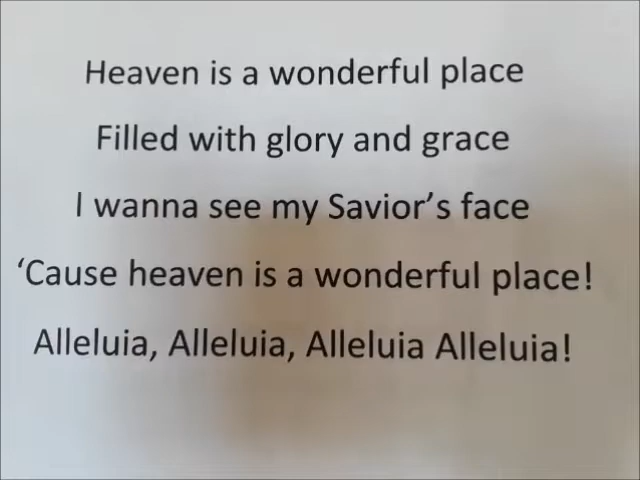 Heaven is a wonderful place
Filled with glory and grace
I wanna see my Savior’s face
‘Cause heaven is a wonderful place!
Alleluia, Alleluia, Alleluia Alleluia!